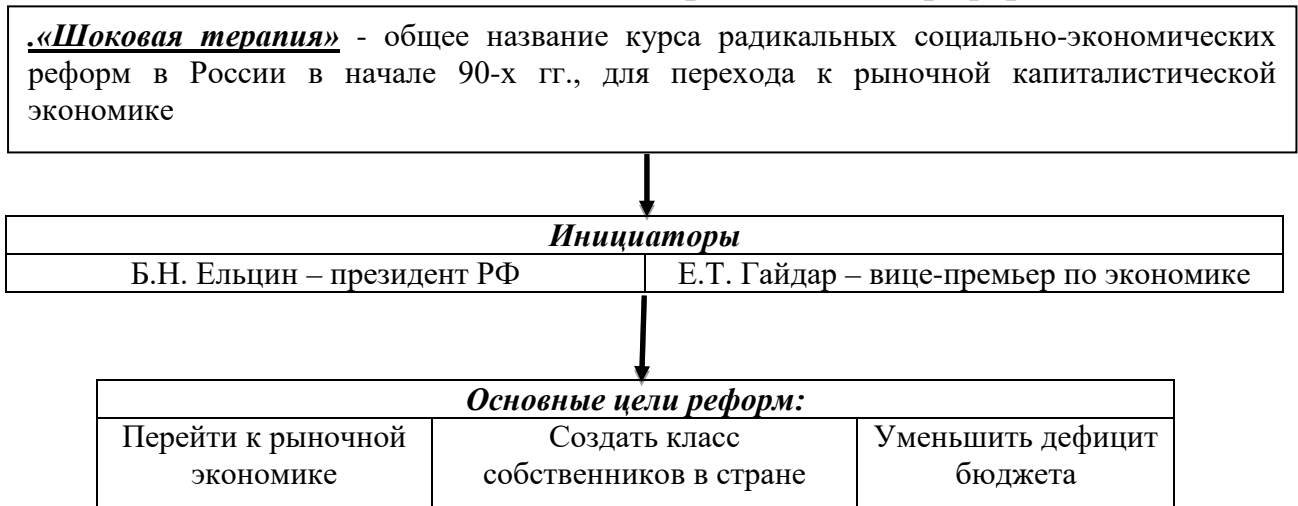 .«Шоковая терапия» - общее название курса радикальных социально-экономических
реформ в России в начале 90-х гг., для перехода к рыночной капиталистической
экономике
Инициаторы
Б.Н. Ельцин – президент РФ
Е.Т. Гайдар – вице-премьер по экономике
Основные цели реформ:
Перейти к рыночной
экономике
Создать класс
собственников в стране
Уменьшить дефицит
бюджета